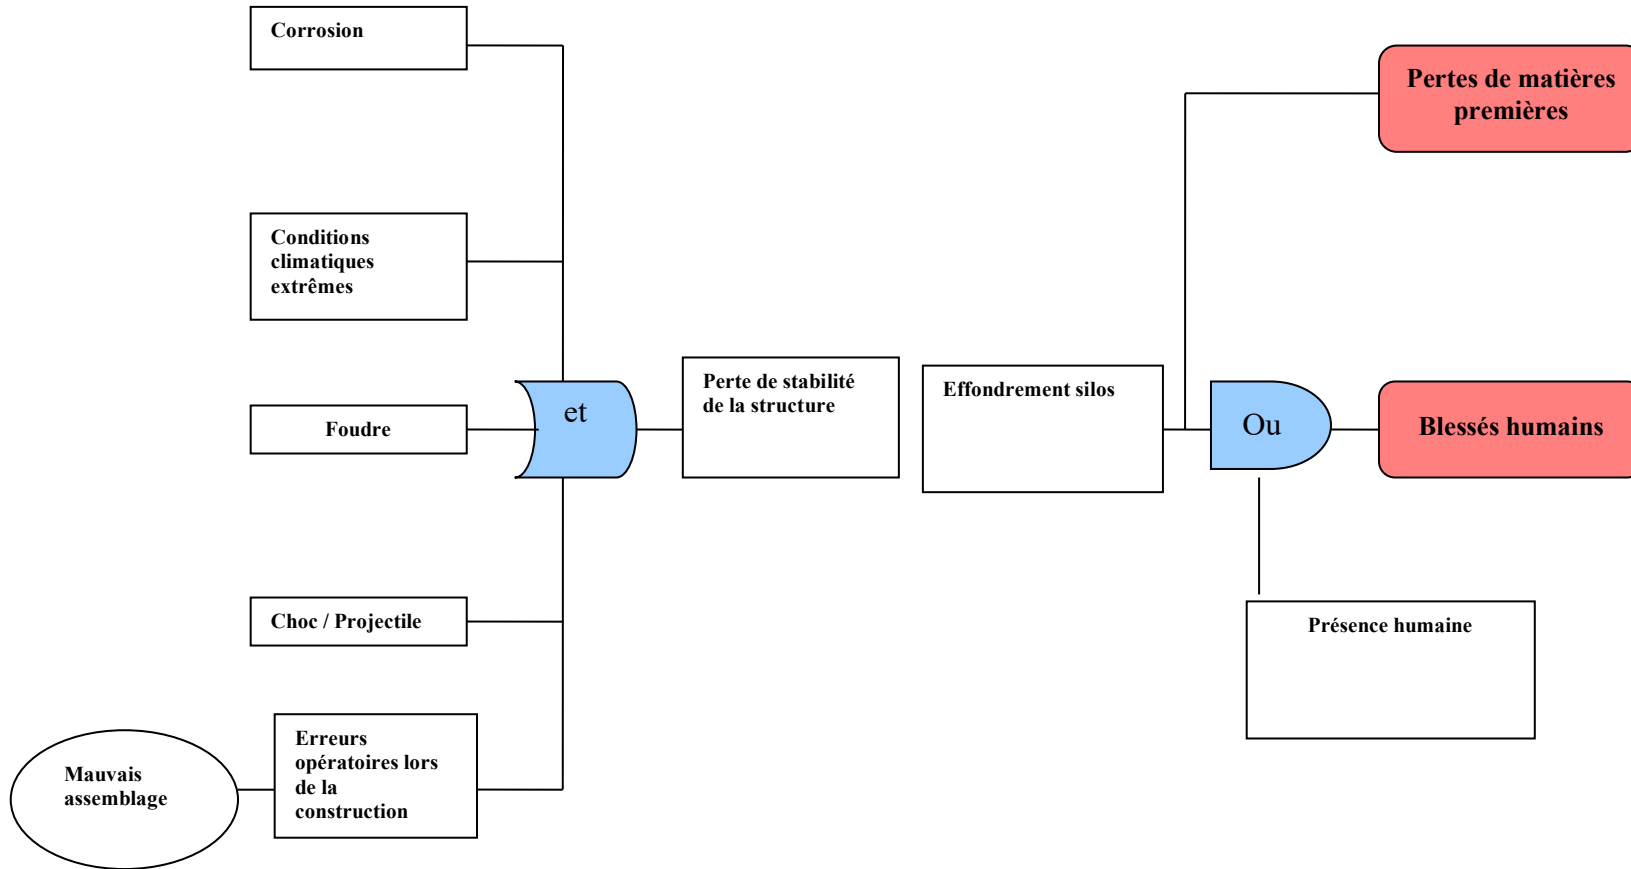 Corrosion
Pertes de matières
premières
Conditions
climatiques
extrêmes
Perte de stabilité
de la structure
Effondrement silos
Foudre
et
Ou
Blessés humains
Choc / Projectile
Présence humaine
Erreurs
opératoires lors
de la
construction
Mauvais
assemblage